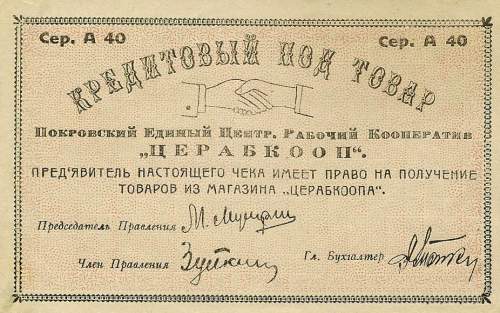 Сер. А 40 Сер. А 40
КРЕДИТОВЫЙ ПОД ТОВАР
Покровский Единый Центр. Рабочий Кооператив
„ЦЕРАБКООП".
ПРЕД'ЯВИТЕЛЬ НАСТОЯЩЕГО ЧЕКА ИМЕЕТ ПРАВО НА ПОЛУЧЕНИЕ
ТОВАРОВ ИЗ МАГАЗИНА „ЦЕРАБКООПА".
Председатель Правления
Член Правления
Гл. Бухгалтер